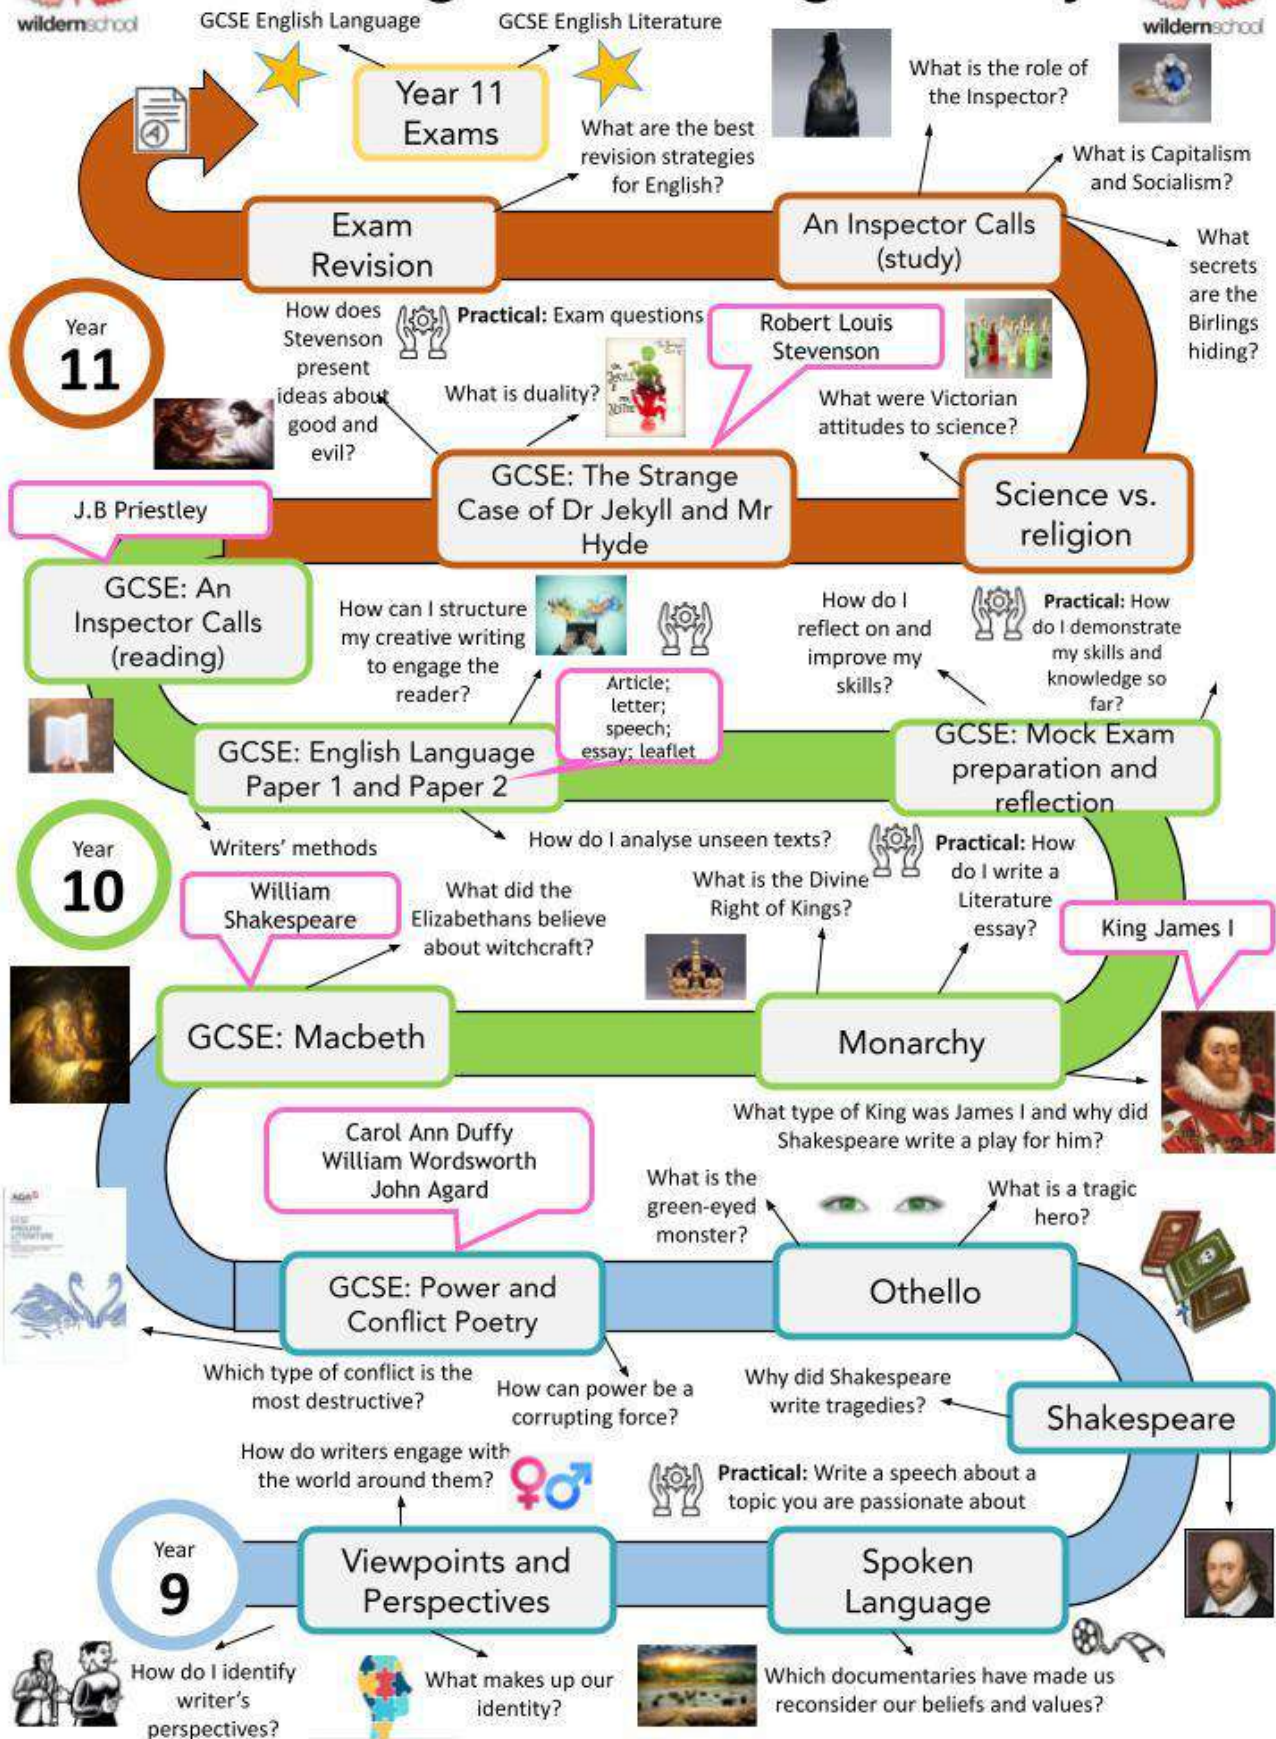 wildernschool
wildernschool
GCSE English Language
GCSE English Literature
Year 11
Exams
What are the best
revision strategies
for English?
What is the role of
the Inspector?
What is Capitalism
and Socialism?
What
secrets
are the
Birlings
hiding?
Exam
Revision
An Inspector Calls
(study)
Year
11
How does
Stevenson
present
ideas about
good and
evil?
Practical: Exam questions
What is duality?
Robert Louis
Stevenson
What were Victorian
attitudes to science?
J.B Priestley
GCSE: The Strange
Case of Dr Jekyll and Mr
Hyde
Science vs.
religion
GCSE: An
Inspector Calls
(reading)
How can I structure
my creative writing
to engage the
reader?
Article;
letter;
speech;
essay; leaflet
How do I
reflect on and
improve my
skills?
Practical: How
do I demonstrate
my skills and
knowledge so
far?
GCSE: English Language
Paper 1 and Paper 2
GCSE: Mock Exam
preparation and
reflection
Year
10
Writers' methods
How do I analyse unseen texts?
William
Shakespeare
What did the
Elizabethans believe
about witchcraft?
What is the Divine
Right of Kings?
Practical: How
do I write a
Literature
essay?
King James I
GCSE: Macbeth
Monarchy
What type of King was James I and why did
Shakespeare write a play for him?
Carol Ann Duffy
William Wordsworth
John Agard
What is the
green-eyed
monster?
What is a tragic
hero?
AQA
GCSE
ENGLISH
LITERATURE
GCSE: Power and
Conflict Poetry
Othello
Which type of conflict is the
most destructive?
How can power be a
corrupting force?
Why did Shakespeare
write tragedies?
Shakespeare
How do writers engage with
the world around them?
Practical: Write a speech about a
topic you are passionate about
Year
9
Viewpoints and
Perspectives
Spoken
Language
How do I identify
writer's
perspectives?
What makes up our
identity?
Which documentaries have made us
reconsider our beliefs and values?